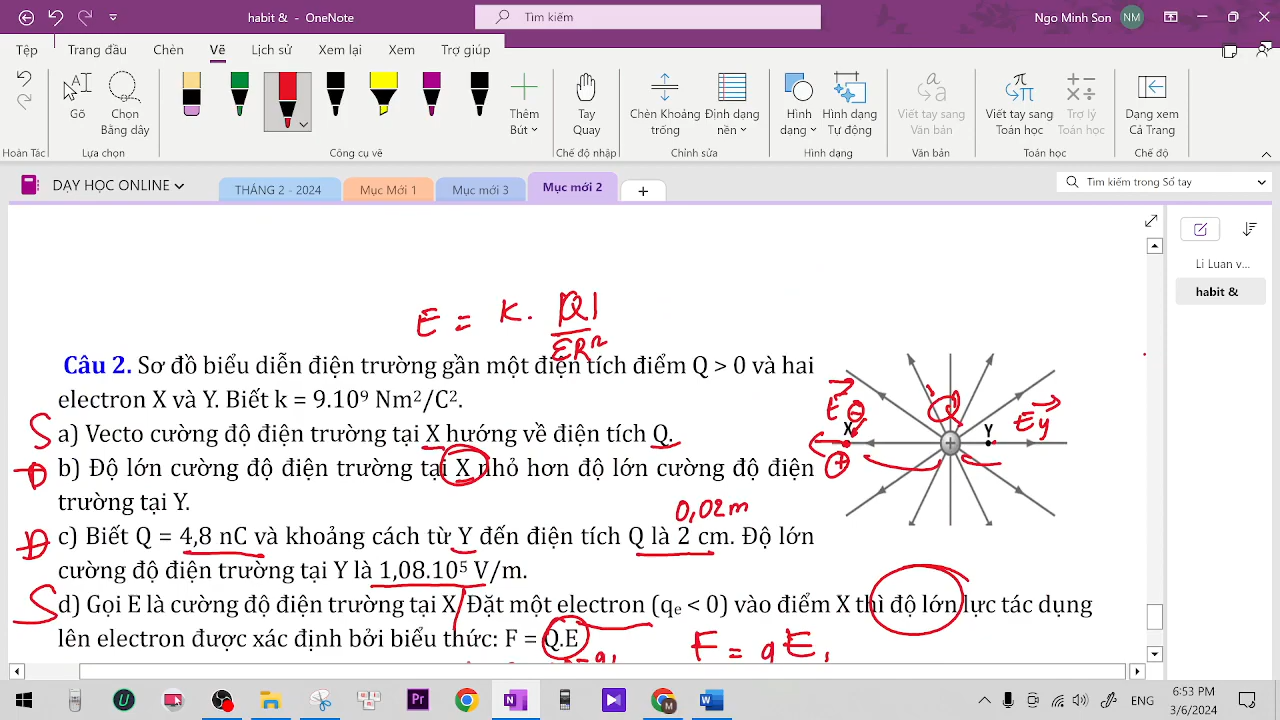 habit & - OneNote
Tìm kiếm
Ngo Minh Son
NM
Tệp
Trang đầu
Chèn
Vẽ
Lịch sử
Xem lại
Xem
Trợ giúp
Gõ
Chọn Bằng dây
Thêm Bút
Tay Quay
Chèn Khoảng trống
Định dạng nền
Hình dạng
Hình dạng Tự động
Viết tay sang Văn bản
Viết tay sang Toán học
Trợ lý Toán học
Dạng xem Cả Trang
Hoàn Tác
Lựa chọn
Công cụ vẽ
Chế độ nhập
Chỉnh sửa
Hình dạng
Văn bản
Toán học
Chế độ
DẠY HỌC ONLINE
THÁNG 2 - 2024
Mục Mới 1
Mục mới 3
Mục mới 2
Tìm kiếm trong Sổ tay
Li Luan v...
habit &
E = K. |Q|
ER²
Câu 2. Sơ đồ biểu diễn điện trường gần một điện tích điểm Q > 0 và hai
electron X và Y. Biết k = 9.10⁹ Nm²/C².
S a) Vecto cường độ điện trường tại X hướng về điện tích Q.
Đ b) Độ lớn cường độ điện trường tại X nhỏ hơn độ lớn cường độ điện
trường tại Y.
0,02m
Đ c) Biết Q = 4,8 nC và khoảng cách từ Y đến điện tích Q là 2 cm. Độ lớn
cường độ điện trường tại Y là 1,08.10⁵ V/m.
S d) Gọi E là cường độ điện trường tại X. Đặt một electron (qₑ < 0) vào điểm X thì độ lớn lực tác dụng
lên electron được xác định bởi biểu thức: F = Q.E
F = qE,
E
X
+
Q
+
Y
Ey
ENG
6:53 PM
3/6/2024